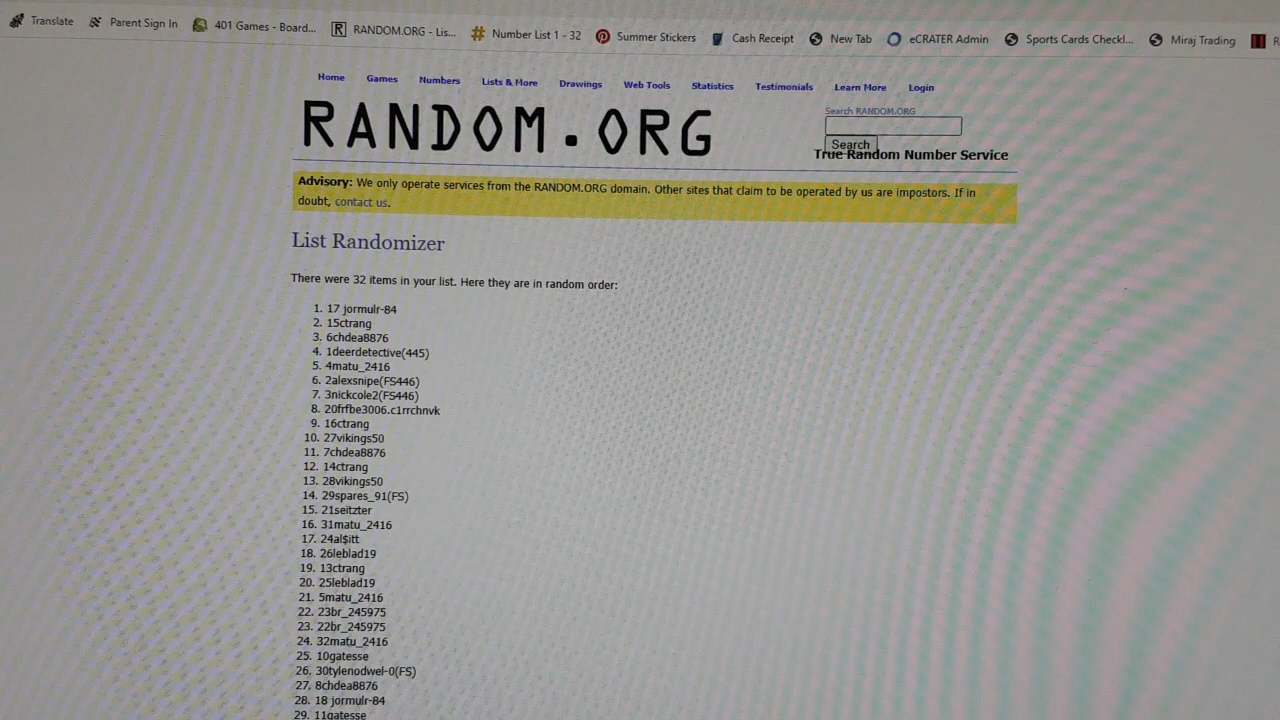 Translate Parent Sign In 401 Games - Board... RANDOM.ORG - Lis... Number List 1 - 32 Summer Stickers Cash Receipt New Tab eCRATER Admin Sports Cards Checkl... Miraj Trading
Home Games Numbers Lists & More Drawings Web Tools Statistics Testimonials Learn More Login
RANDOM.ORG
Search RANDOM.ORG
Search
True Random Number Service
Advisory: We only operate services from the RANDOM.ORG domain. Other sites that claim to be operated by us are impostors. If in
doubt, contact us.
List Randomizer
There were 32 items in your list. Here they are in random order:
1. 17 jormulr-84
2. 15ctrang
3. 6chdea8876
4. 1deerdetective(445)
5. 4matu_2416
6. 2alexsnipe(FS446)
7. 3nickcole2(FS446)
8. 20frfbe3006.c1rrchnvk
9. 16ctrang
10. 27vikings50
11. 7chdea8876
12. 14ctrang
13. 28vikings50
14. 29spares_91(FS)
15. 21seitzter
16. 31matu_2416
17. 24al$itt
18. 26leblad19
19. 13ctrang
20. 25leblad19
21. 5matu_2416
22. 23br_245975
23. 22br_245975
24. 32matu_2416
25. 10gatesse
26. 30tylenodwel-0(FS)
27. 8chdea8876
28. 18 jormulr-84
29. 11gatesse